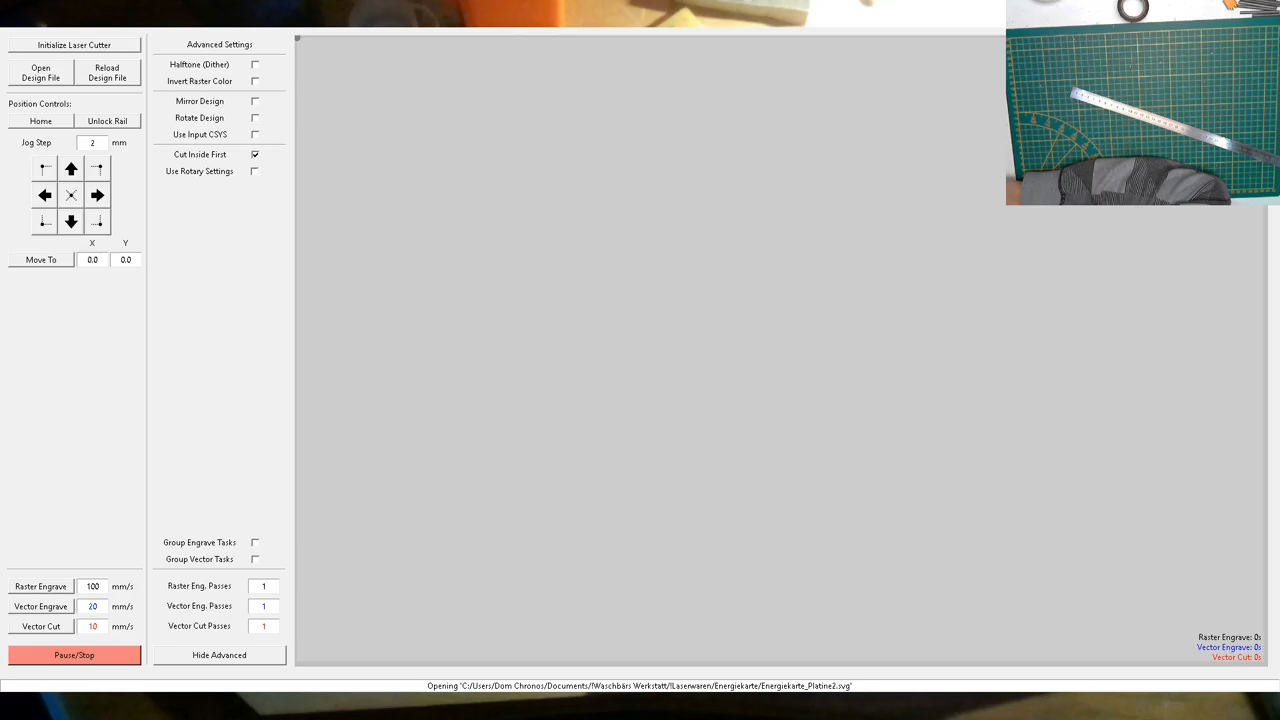 Initialize Laser Cutter
Open
Design File
Reload
Design File
Position Controls:
Home
Unlock Rail
Jog Step 2 mm
X Y
Move To 0.0 0.0
Raster Engrave 100 mm/s
Vector Engrave 20 mm/s
Vector Cut 10 mm/s
Pause/Stop
Advanced Settings
Halftone (Dither)
Invert Raster Color
Mirror Design
Rotate Design
Use Input CSYS
Cut Inside First
Use Rotary Settings
Group Engrave Tasks
Group Vector Tasks
Raster Eng. Passes 1
Vector Eng. Passes 1
Vector Cut Passes 1
Hide Advanced
Raster Engrave: 0s
Vector Engrave: 0s
Vector Cut: 0s
Opening "C:/Users/Dom Chronos/Documents/!Waschbärs Werkstatt/!Laserwaren/Energiekarte/Energiekarte_Platine2.svg"